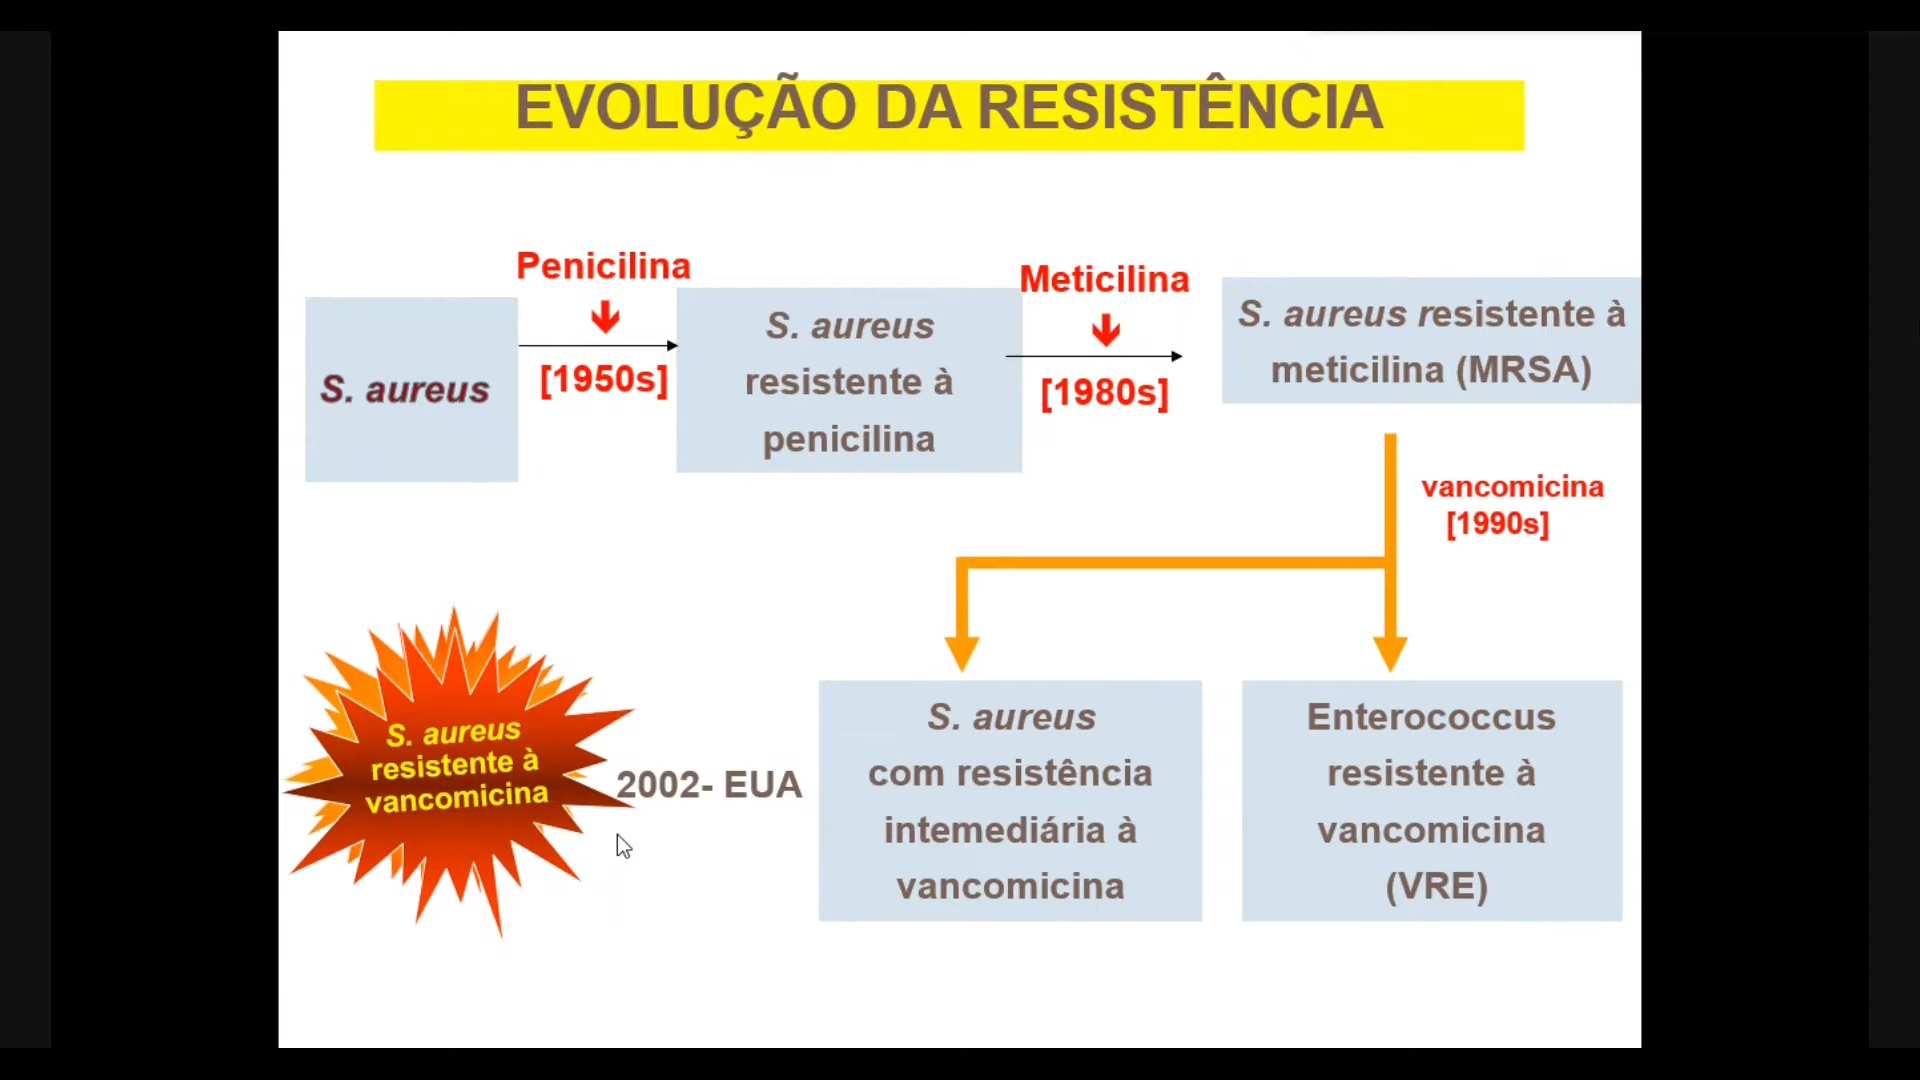 EVOLUÇÃO DA RESISTÊNCIA
S. aureus
Penicilina
[1950s]
S. aureus
resistente à
penicilina
Meticilina
[1980s]
S. aureus resistente à
meticilina (MRSA)
vancomicina
[1990s]
S. aureus
resistente à
vancomicina
2002- EUA
S. aureus
com resistência
intemediária à
vancomicina
Enterococcus
resistente à
vancomicina
(VRE)